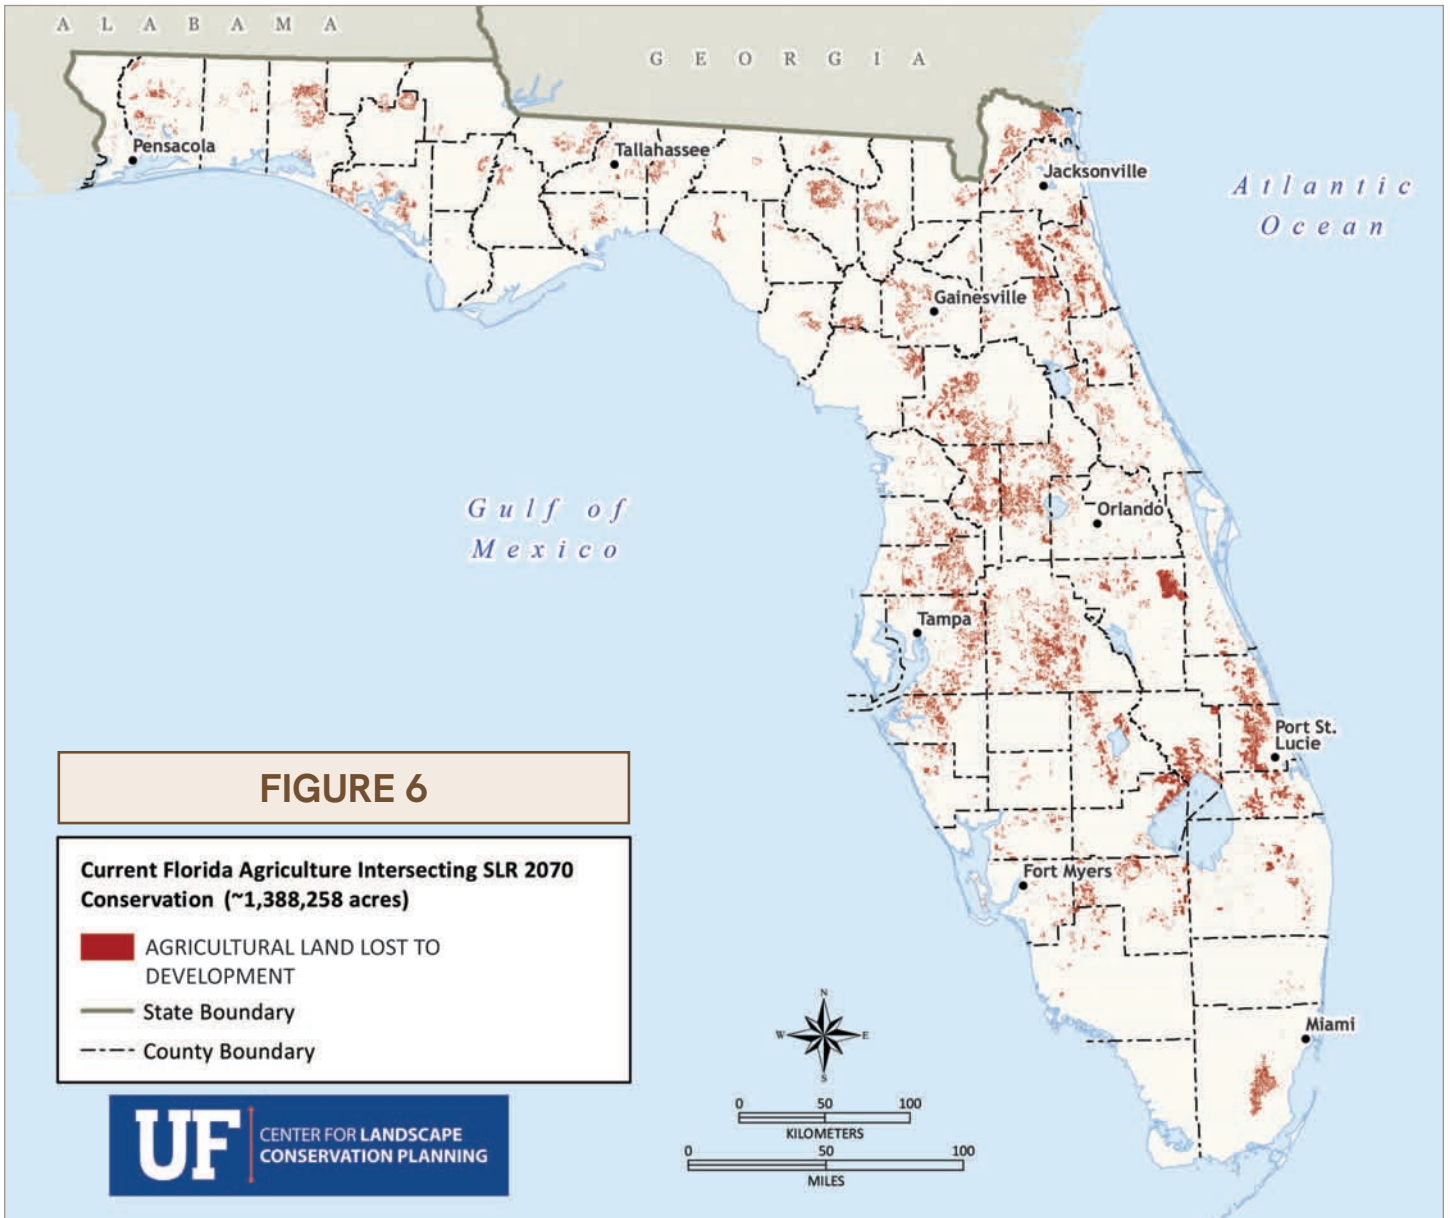 A L A B A M A
G E O R G I A
Pensacola
Tallahassee
Jacksonville
Atlantic
Ocean
Gainesville
Gulf of
Mexico
Orlando
Tampa
Port St.
Lucie
FIGURE 6
Current Florida Agriculture Intersecting SLR 2070
Conservation (~1,388,258 acres)
AGRICULTURAL LAND LOST TO
DEVELOPMENT
State Boundary
County Boundary
Fort Myers
Miami
N
W E
S
0 50 100
KILOMETERS
0 50 100
MILES
UF
CENTER FOR LANDSCAPE
CONSERVATION PLANNING